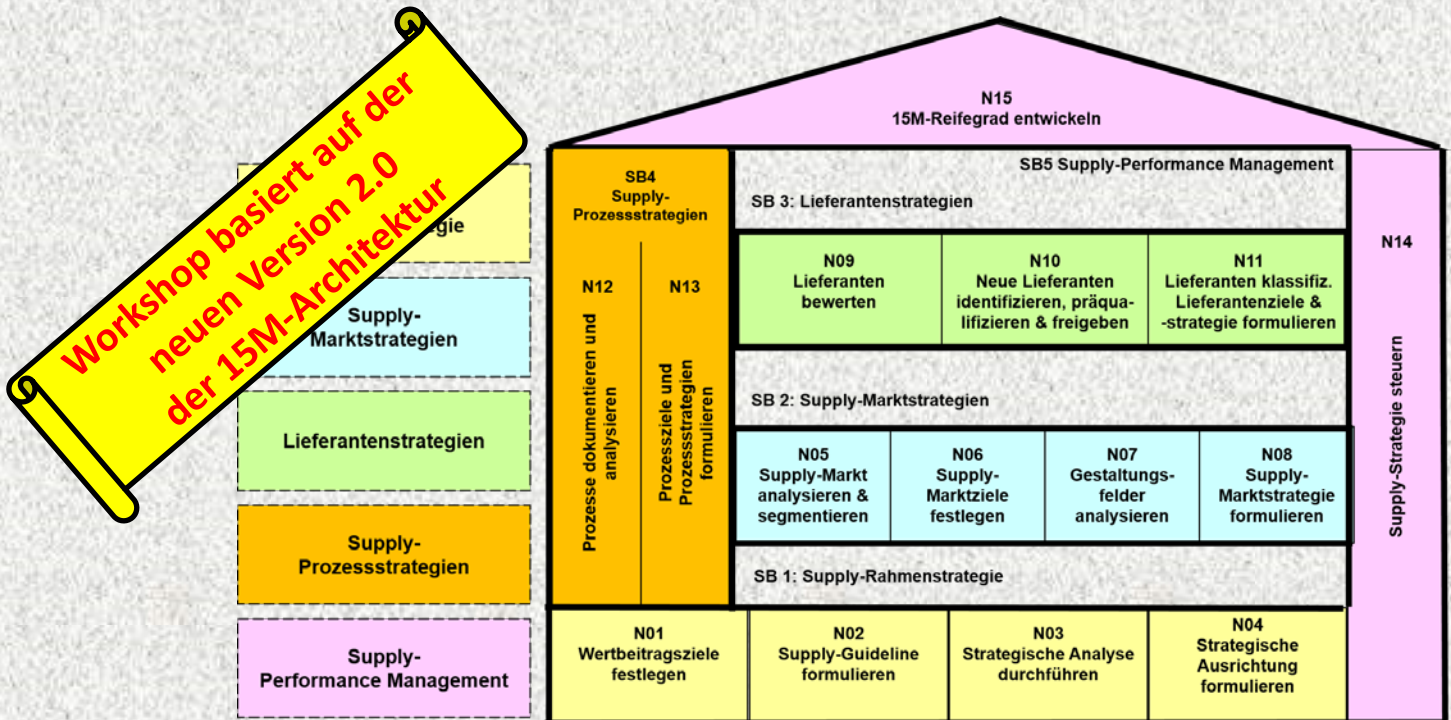 Workshop basiert auf der
neuen Version 2.0
der 15M-Architektur
Supply-
Marktstrategien
Lieferantenstrategien
Supply-
Prozessstrategien
Supply-
Performance Management
N15
15M-Reifegrad entwickeln
SB4
Supply-
Prozessstrategien
N12
Prozesse dokumentieren und
analysieren
N13
Prozessziele und
Prozessstrategien
formulieren
SB5 Supply-Performance Management
SB 3: Lieferantenstrategien
N09
Lieferanten
bewerten
N10
Neue Lieferanten
identifizieren, präqua-
lifizieren & freigeben
N11
Lieferanten klassifiz.
Lieferantenziele &
-strategie formulieren
SB 2: Supply-Marktstrategien
N05
Supply-Markt
analysieren &
segmentieren
N06
Supply-
Marktziele
festlegen
N07
Gestaltungs-
felder
analysieren
N08
Supply-
Marktstrategie
formulieren
SB 1: Supply-Rahmenstrategie
N01
Wertbeitragsziele
festlegen
N02
Supply-Guideline
formulieren
N03
Strategische Analyse
durchführen
N04
Strategische
Ausrichtung
formulieren
N14
Supply-Strategie steuern